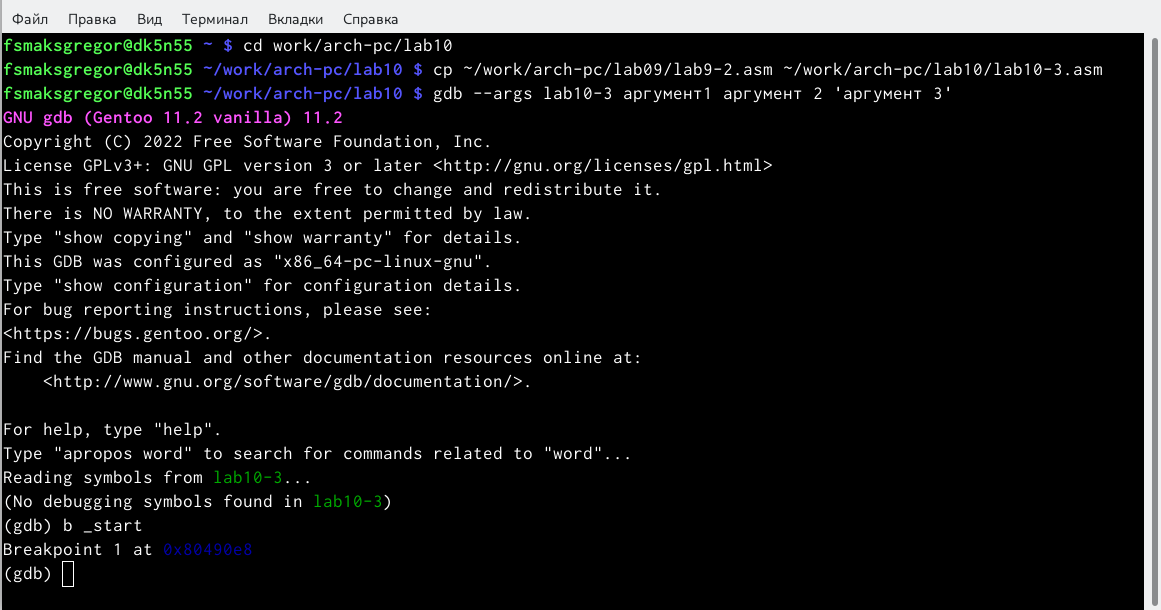 Файл Правка Вид Терминал Вкладки Справка
fsmaksgregor@dk5n55 ~ $ cd work/arch-pc/lab10
fsmaksgregor@dk5n55 ~/work/arch-pc/lab10 $ cp ~/work/arch-pc/lab09/lab9-2.asm ~/work/arch-pc/lab10/lab10-3.asm
fsmaksgregor@dk5n55 ~/work/arch-pc/lab10 $ gdb --args lab10-3 аргумент1 аргумент 2 'аргумент 3'
GNU gdb (Gentoo 11.2 vanilla) 11.2
Copyright (C) 2022 Free Software Foundation, Inc.
License GPLv3+: GNU GPL version 3 or later <http://gnu.org/licenses/gpl.html>
This is free software: you are free to change and redistribute it.
There is NO WARRANTY, to the extent permitted by law.
Type "show copying" and "show warranty" for details.
This GDB was configured as "x86_64-pc-linux-gnu".
Type "show configuration" for configuration details.
For bug reporting instructions, please see:
<https://bugs.gentoo.org/>.
Find the GDB manual and other documentation resources online at:
    <http://www.gnu.org/software/gdb/documentation/>.

For help, type "help".
Type "apropos word" to search for commands related to "word"...
Reading symbols from lab10-3...
(No debugging symbols found in lab10-3)
(gdb) b _start
Breakpoint 1 at 0x80490e8
(gdb)